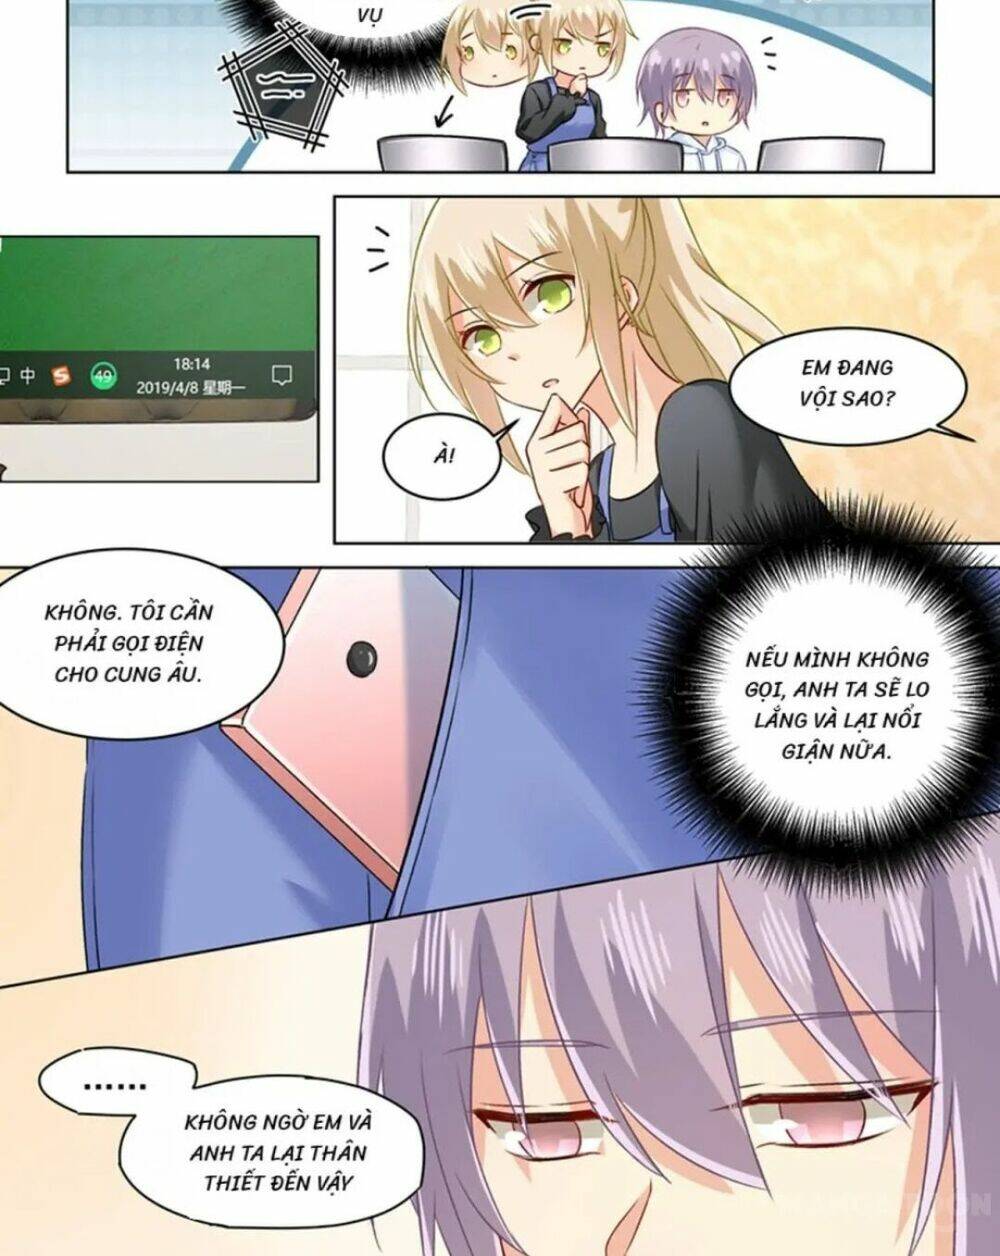 VỤ
18:14
中
49
2019/4/8 星期一
EM ĐANG
VỘI SAO?
À!
KHÔNG. TÔI CẦN
PHẢI GỌI ĐIỆN
CHO CUNG ÂU.
NẾU MÌNH KHÔNG
GỌI, ANH TA SẼ LO
LẮNG VÀ LẠI NỔI
GIẬN NỮA.
......
KHÔNG NGỜ EM VÀ
ANH TA LẠI THÂN
THIẾT ĐẾN VẬY